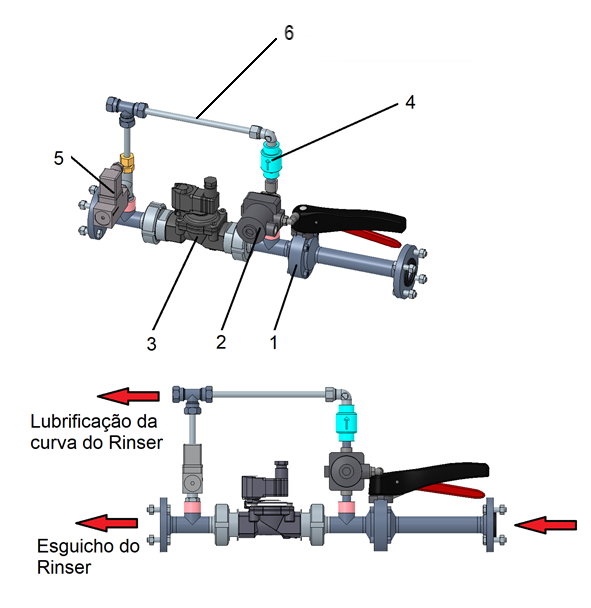 6
4
5
3
2
1
Lubrificação da
curva do Rinser
Esguicho do
Rinser